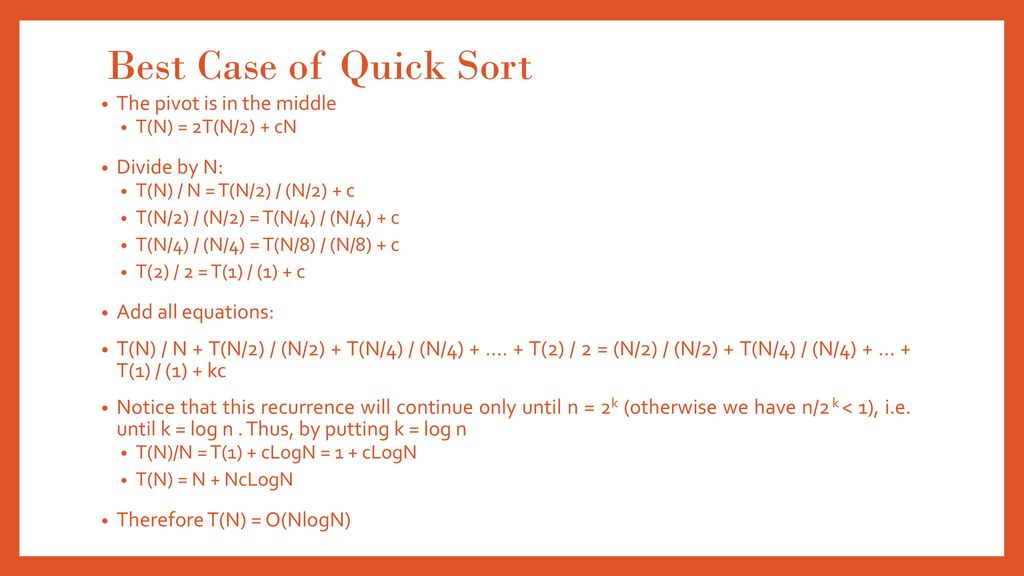 Best Case of Quick Sort
• The pivot is in the middle
• T(N) = 2T(N/2) + cN
• Divide by N:
• T(N) / N = T(N/2) / (N/2) + c
• T(N/2) / (N/2) = T(N/4) / (N/4) + c
• T(N/4) / (N/4) = T(N/8) / (N/8) + c
• T(2) / 2 = T(1) / (1) + c
• Add all equations:
• T(N) / N + T(N/2) / (N/2) + T(N/4) / (N/4) + …. + T(2) / 2 = (N/2) / (N/2) + T(N/4) / (N/4) + … +
T(1) / (1) + kc
• Notice that this recurrence will continue only until n = 2ᵏ (otherwise we have n/2ᵏ < 1), i.e.
until k = log n . Thus, by putting k = log n
• T(N)/N = T(1) + cLogN = 1 + cLogN
• T(N) = N + NcLogN
• Therefore T(N) = O(NlogN)